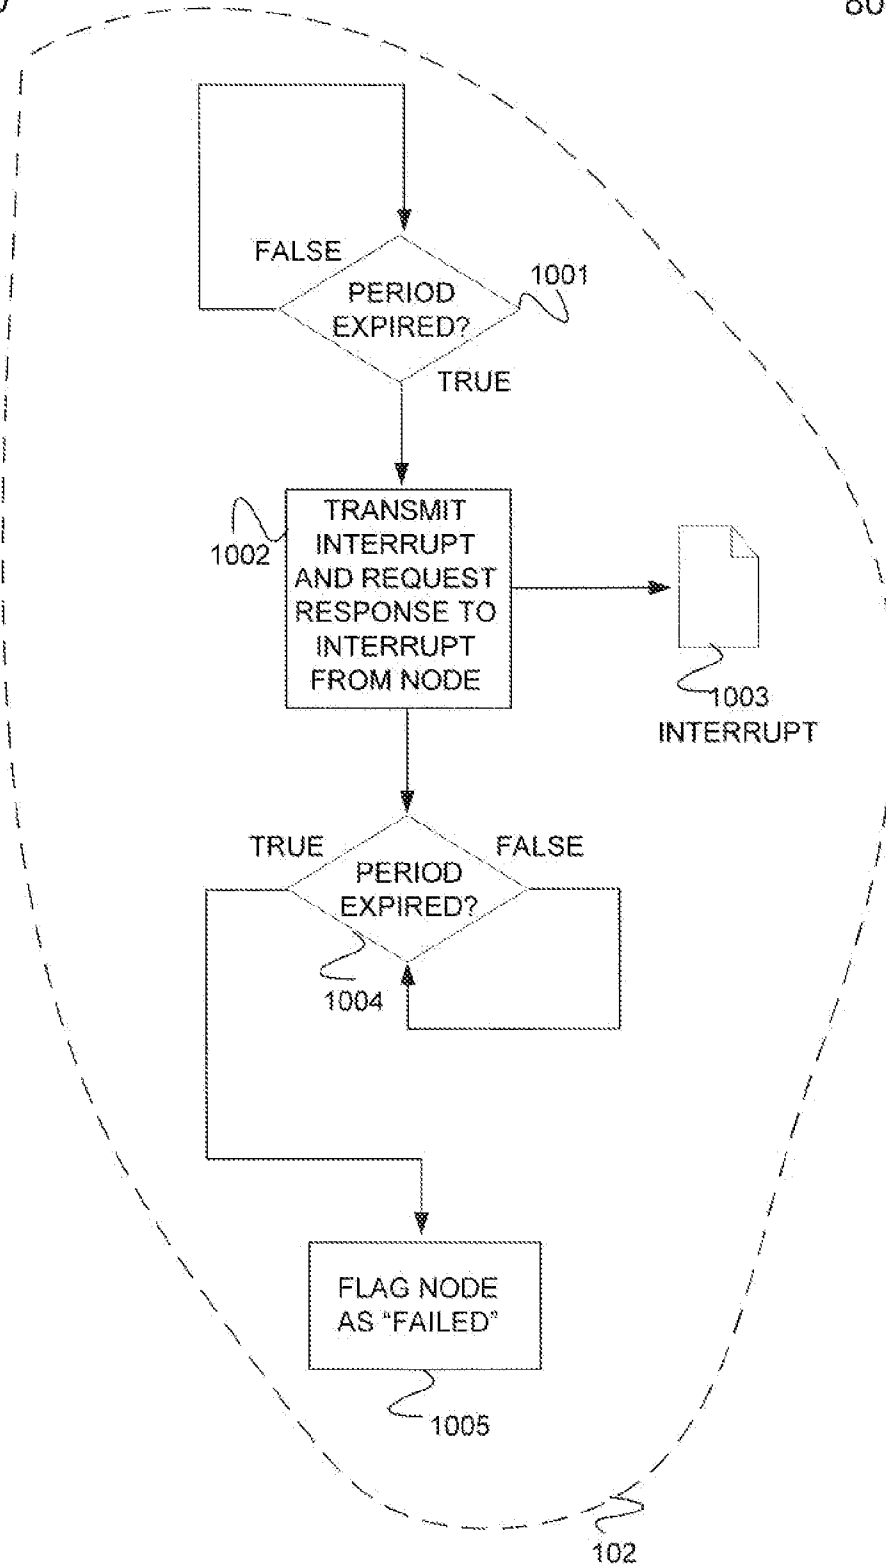 80
FALSE
1001
PERIOD
EXPIRED?
TRUE
1002
TRANSMIT
INTERRUPT
AND REQUEST
RESPONSE TO
INTERRUPT
FROM NODE
1003
INTERRUPT
TRUE
FALSE
PERIOD
EXPIRED?
1004
FLAG NODE
AS “FAILED”
1005
102